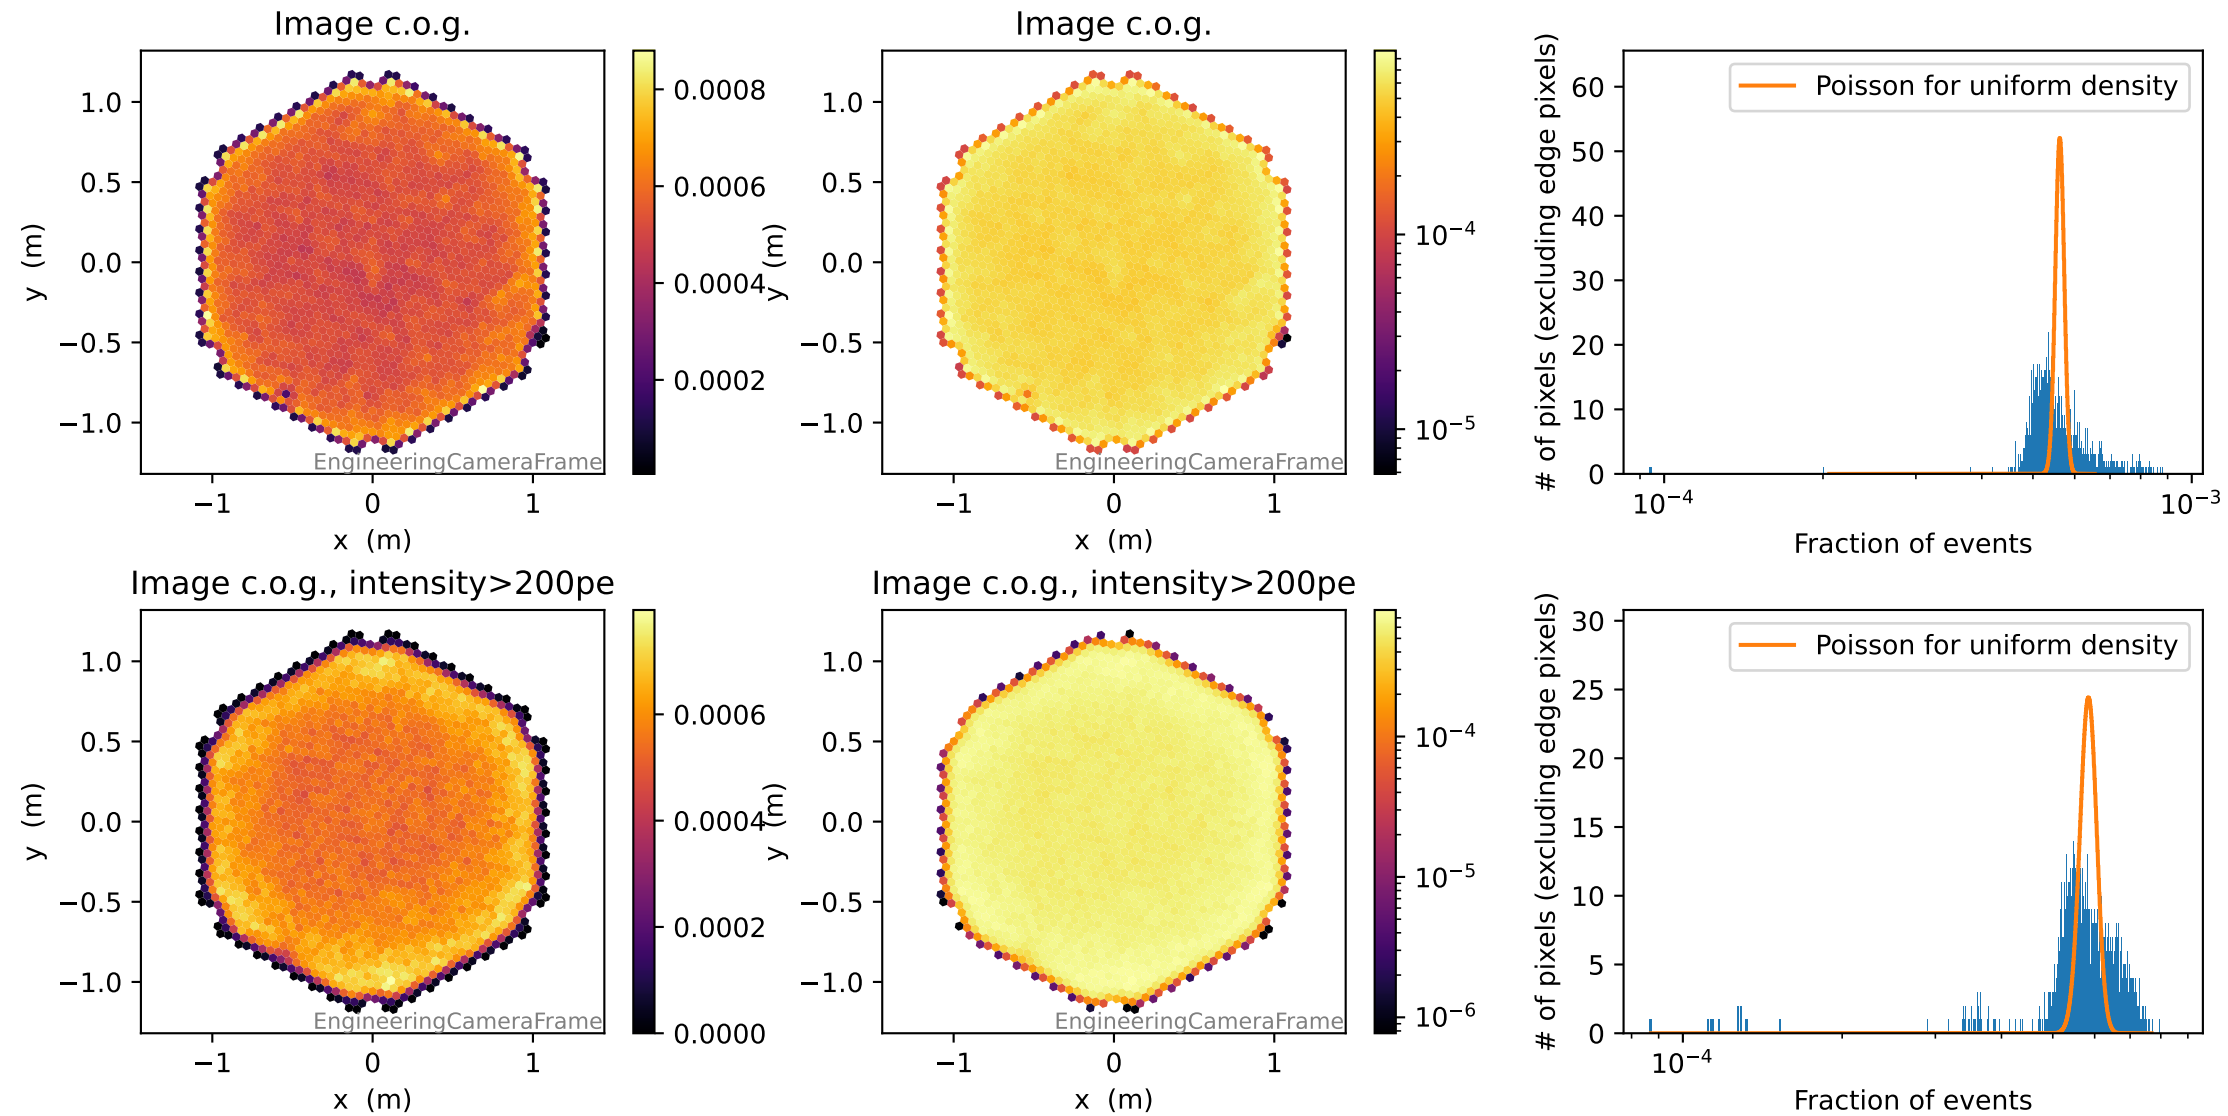 Image c.o.g.
y (m)
1.0
0.5
0.0
−0.5
−1.0
EngineeringCameraFrame
−1 0 1
x (m)
0.0008
0.0006
0.0004
0.0002
Image c.o.g.
y (m)
1.0
0.5
0.0
−0.5
−1.0
EngineeringCameraFrame
−1 0 1
x (m)
10⁻⁴
10⁻⁵
# of pixels (excluding edge pixels)
60
50
40
30
20
10
0
Poisson for uniform density
10⁻⁴ 10⁻³
Fraction of events
Image c.o.g., intensity>200pe
y (m)
1.0
0.5
0.0
−0.5
−1.0
EngineeringCameraFrame
−1 0 1
x (m)
0.0006
0.0004
0.0002
0.0000
Image c.o.g., intensity>200pe
y (m)
1.0
0.5
0.0
−0.5
−1.0
EngineeringCameraFrame
−1 0 1
x (m)
10⁻⁴
10⁻⁵
10⁻⁶
# of pixels (excluding edge pixels)
30
25
20
15
10
5
0
Poisson for uniform density
10⁻⁴
Fraction of events